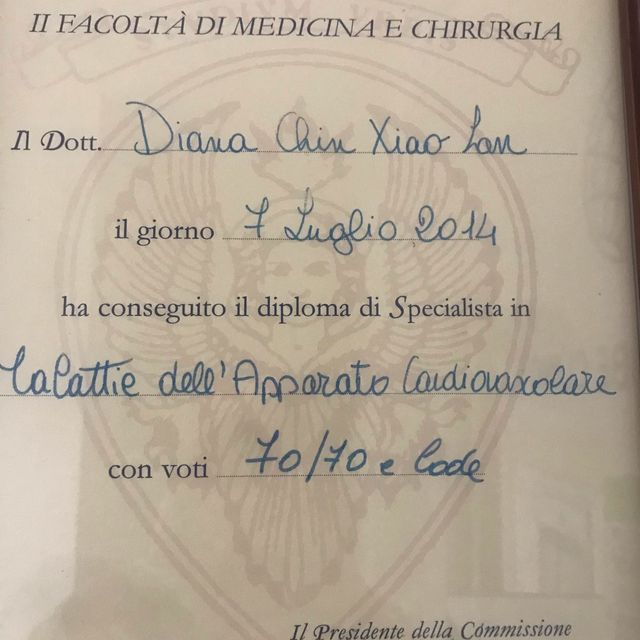 II FACOLTÀ DI MEDICINA E CHIRURGIA
Il Dott. Diana Chin Xiao Lan
il giorno 7 Luglio 2014
ha conseguito il diploma di Specialista in
Malattie dell'Apparato Cardiovascolare
con voti 70/70 e Lode
Il Presidente della Commissione